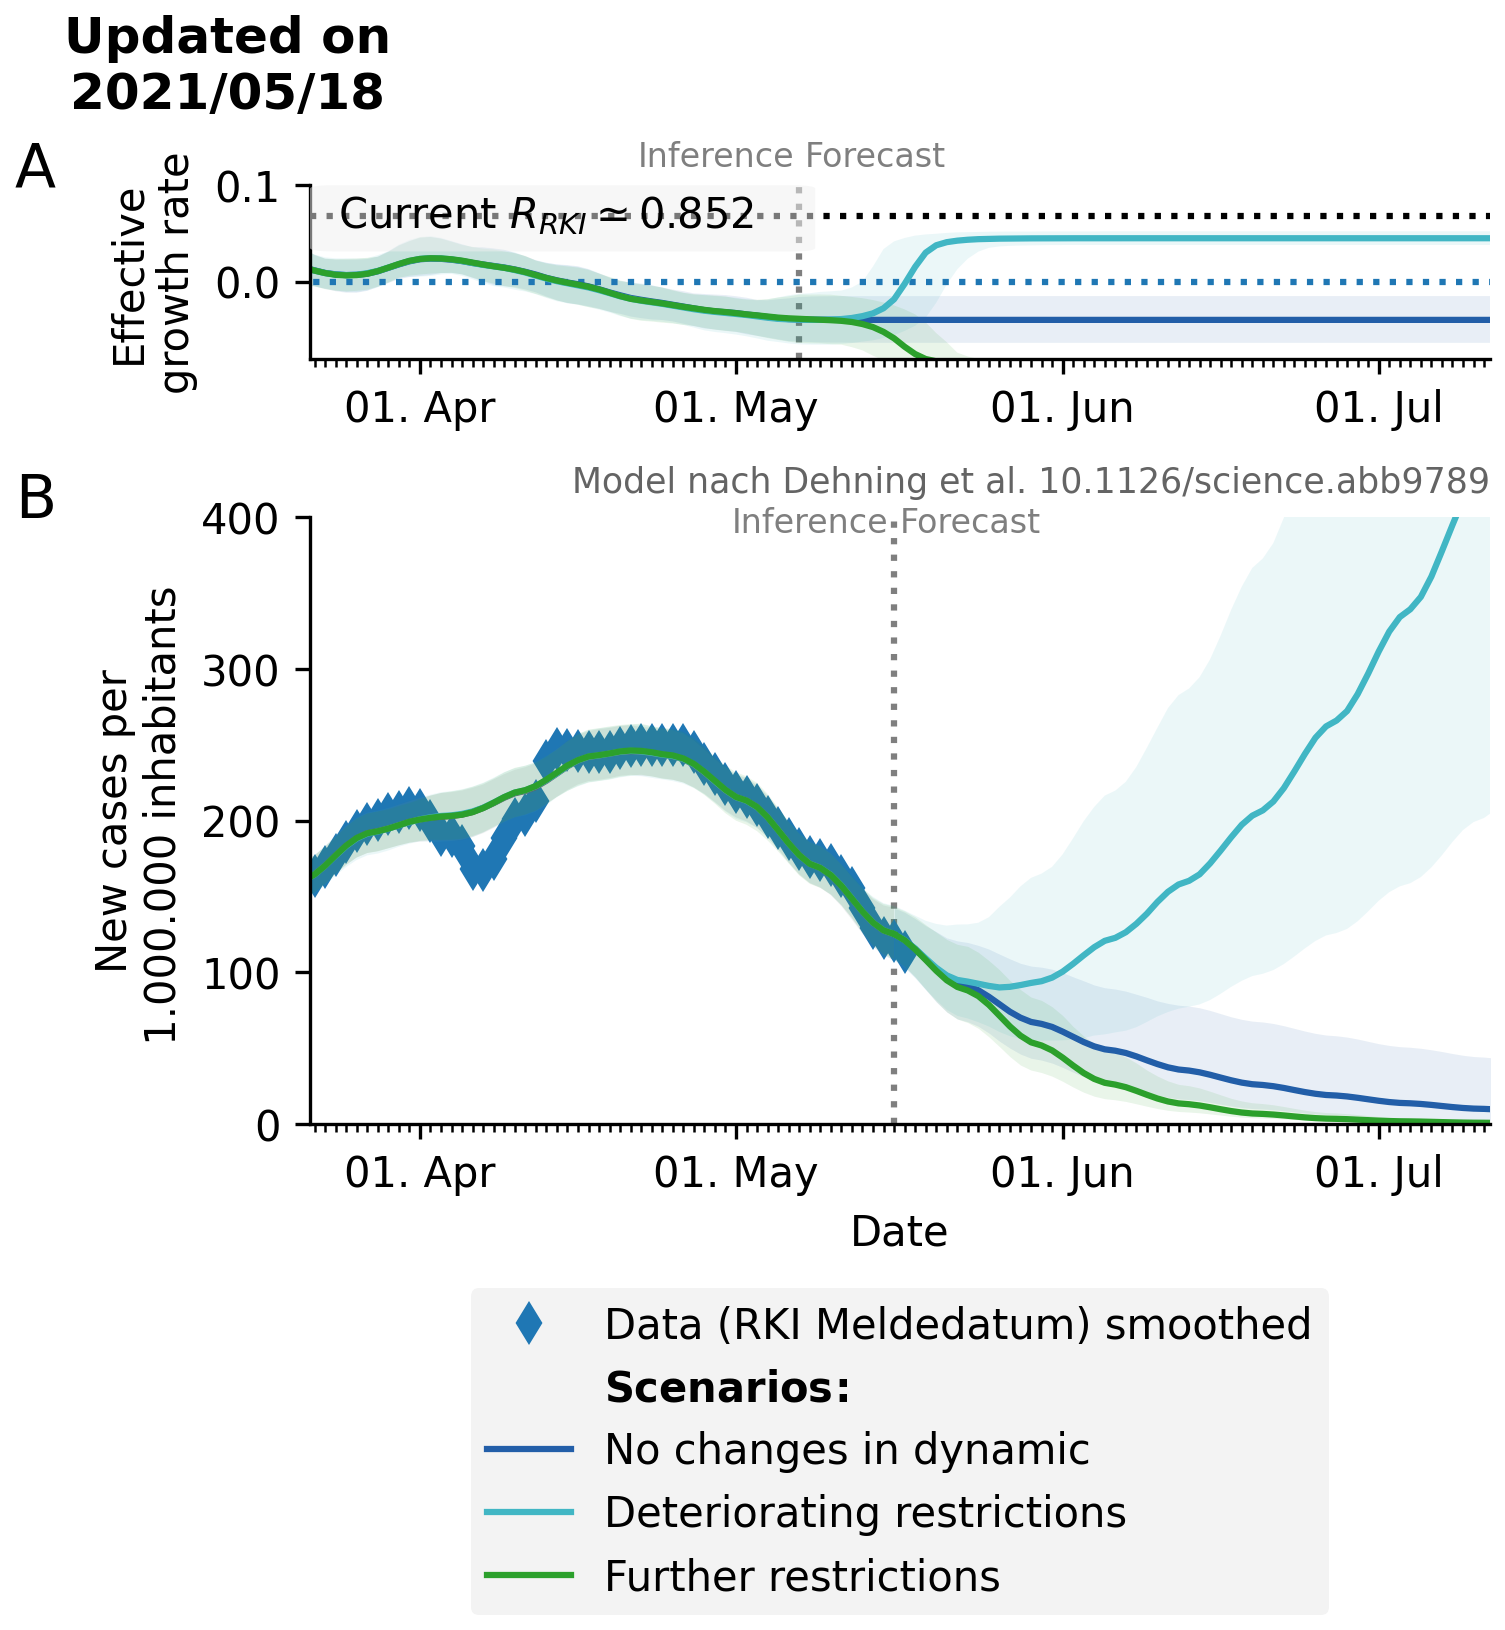 Updated on
2021/05/18
A
Inference Forecast
Effective
growth rate
0.1
0.0
Current R_RKI ≃ 0.852
01. Apr
01. May
01. Jun
01. Jul
B
Model nach Dehning et al. 10.1126/science.abb9789
Inference Forecast
New cases per
1.000.000 inhabitants
400
300
200
100
0
01. Apr
01. May
01. Jun
01. Jul
Date
Data (RKI Meldedatum) smoothed
Scenarios:
No changes in dynamic
Deteriorating restrictions
Further restrictions